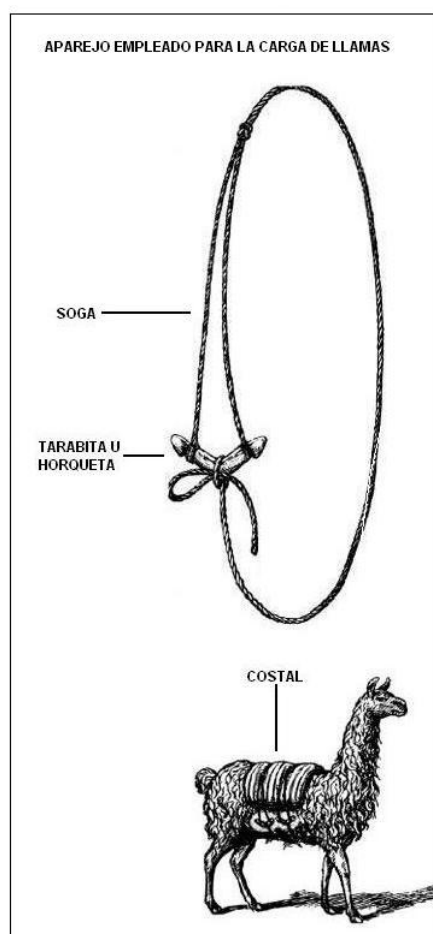 APAREJO EMPLEADO PARA LA CARGA DE LLAMAS
SOGA
TARABITA U
HORQUETA
COSTAL